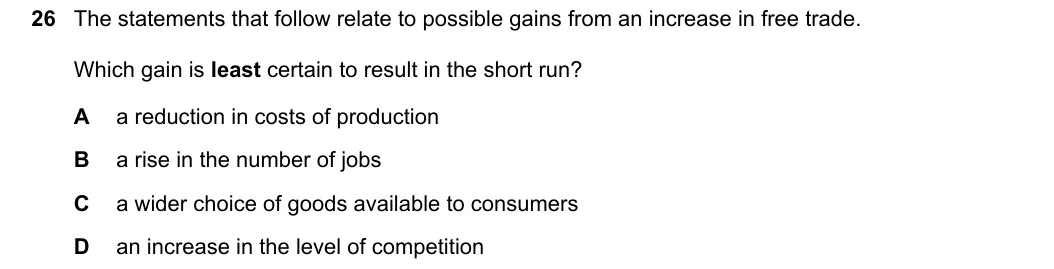 26 The statements that follow relate to possible gains from an increase in free trade.
Which gain is least certain to result in the short run?
A a reduction in costs of production
B a rise in the number of jobs
C a wider choice of goods available to consumers
D an increase in the level of competition